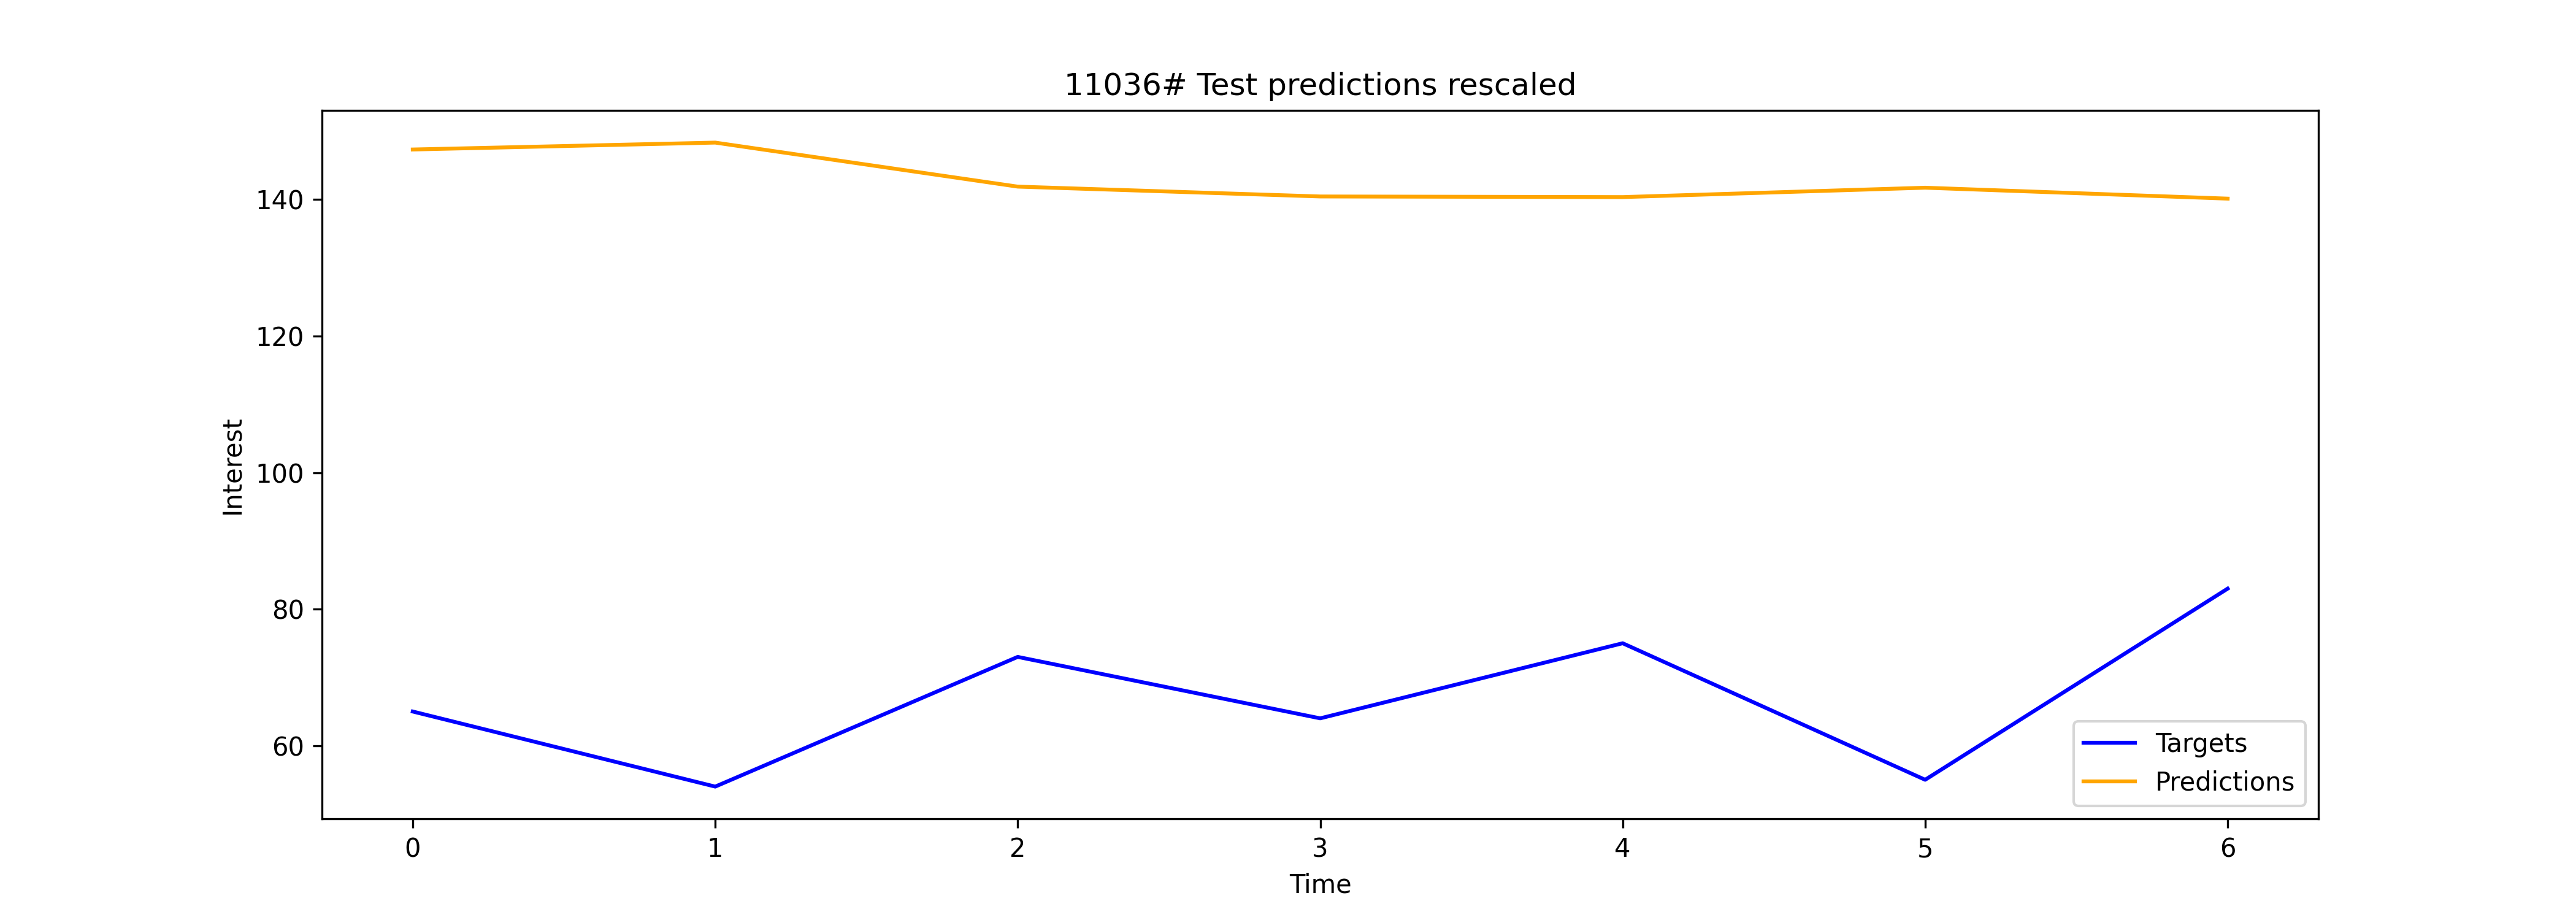 11036# Test predictions rescaled
Interest
140
120
100
80
60
Targets
Predictions
0 1 2 3 4 5 6
Time